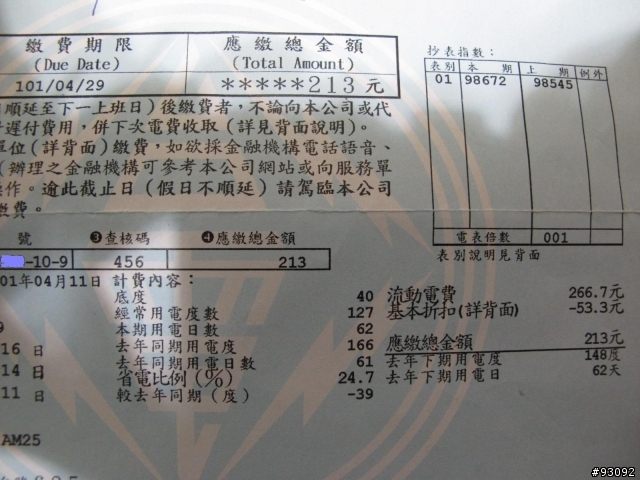 繳費期限 應繳總金額
(Due Date) (Total Amount)
101/04/29 *****213元
順延至下一上班日)後繳費者,不論向本公司或代
遲付費用,併下次電費收取(詳見背面說明)。
單位(詳背面)繳費,如欲採金融機構電話語音、
(辦理之金融機構可參考本公司網站或向服務單
操作。逾此截止日(假日不順延)請駕臨本公司
繳費。
號 ❸查核碼 ❹應繳總金額
-10-9 456 213
抄表指數:
表別 本期 上期 例外
01 98672 98545
電表倍數 001
表別說明見背面
01年04月11日 計費內容:
底度 40
經常用電度數 127
本期用電日數 62
去年同期用電度 166
去年同期用電日數 61
省電比例(%) 24.7
較去年同期(度) -39
流動電費 266.7元
基本折扣(詳背面) -53.3元
應繳總金額 213元
去年下期用電度 148度
去年下期用電日 62天
9
16 日
14 日
11 日
AM25
#93092